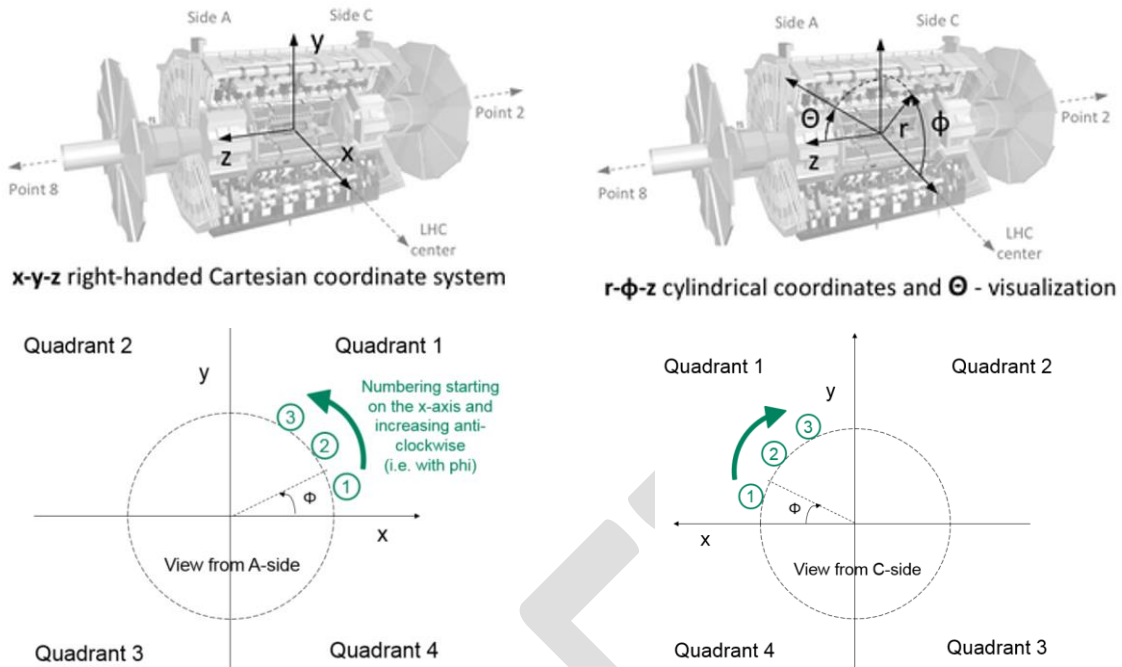 Side A
Side C
y
z
x
Point 2
Point 8
LHC
center
x-y-z right-handed Cartesian coordinate system
Side A
Side C
Θ
r
ϕ
z
Point 2
Point 8
LHC
center
r-ϕ-z cylindrical coordinates and Θ - visualization
Quadrant 2
Quadrant 1
y
Numbering starting
on the x-axis and
increasing anti-
clockwise
(i.e. with phi)
3
2
1
Φ
x
View from A-side
Quadrant 3
Quadrant 4
Quadrant 1
Quadrant 2
y
3
2
1
Φ
x
View from C-side
Quadrant 4
Quadrant 3